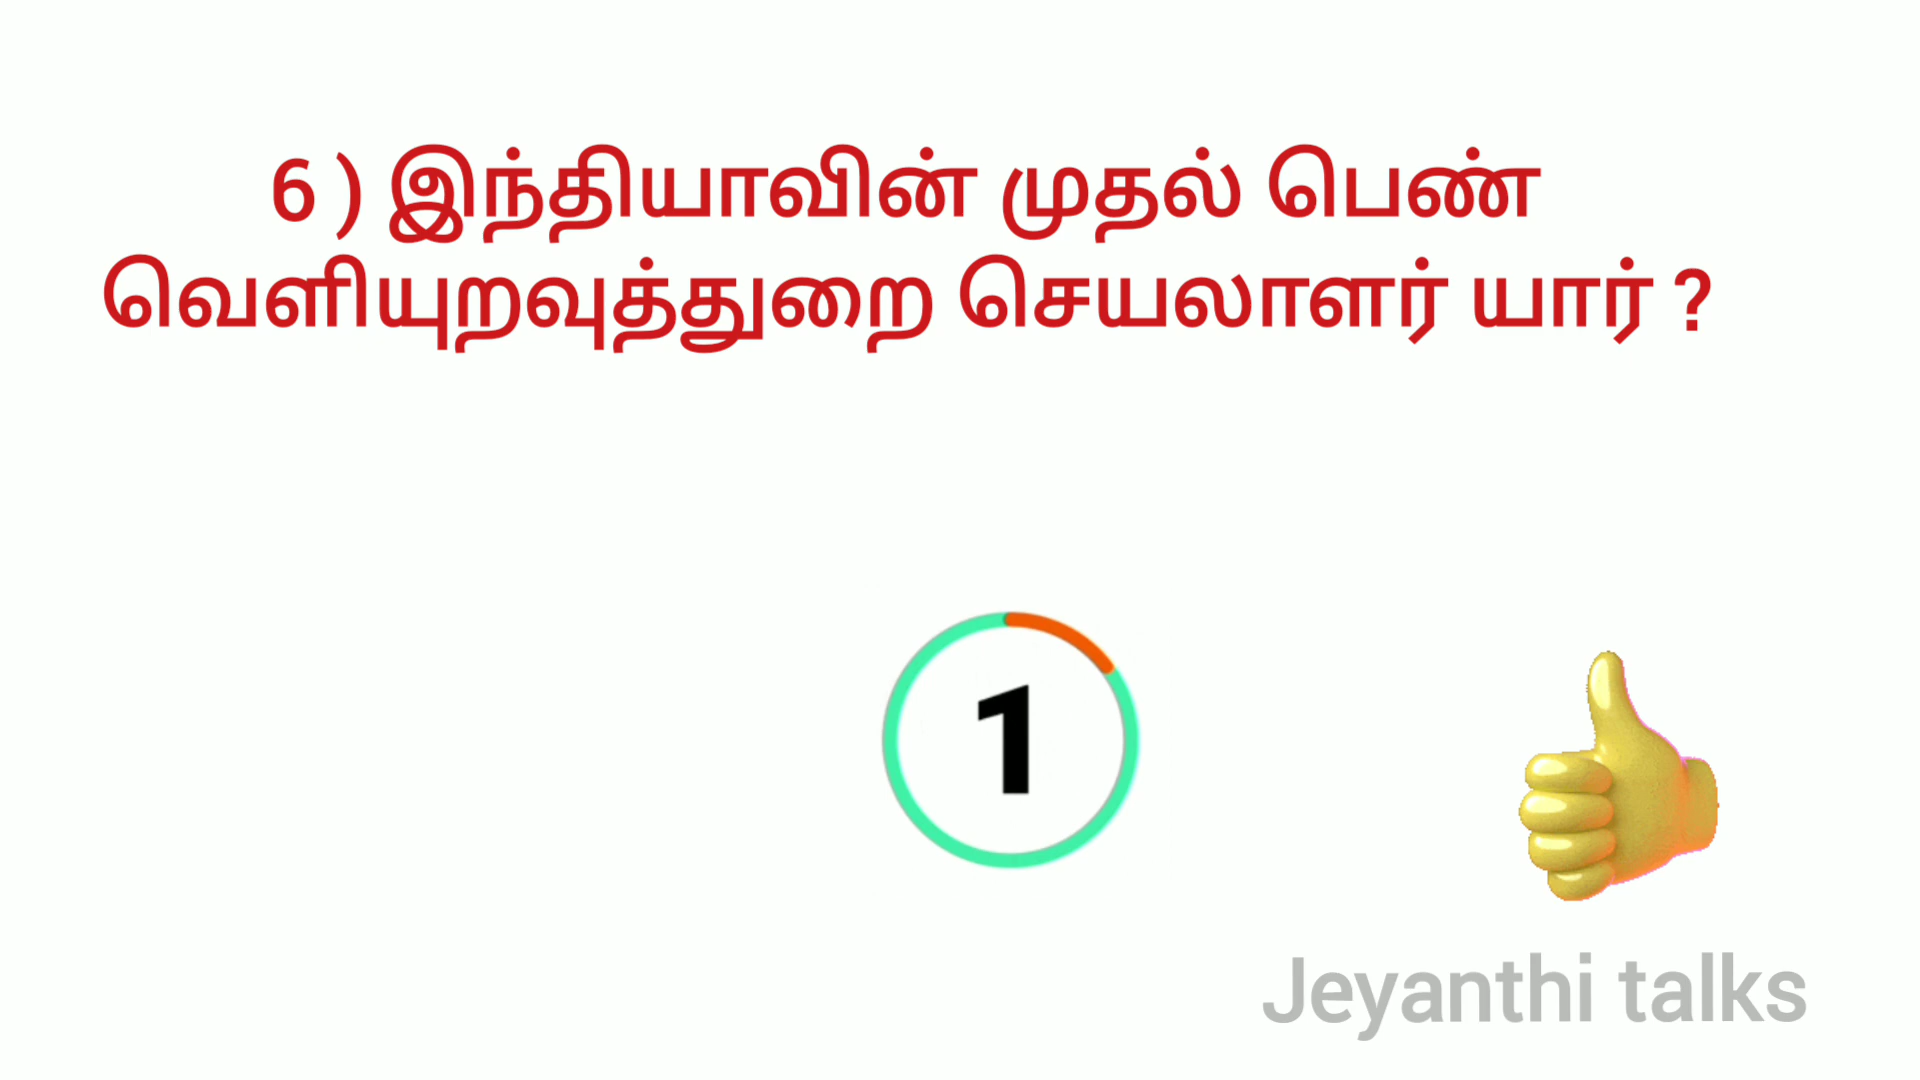 6 ) இந்தியாவின் முதல் பெண்
வெளியுறவுத்துறை செயலாளர் யார் ?
1
Jeyanthi talks